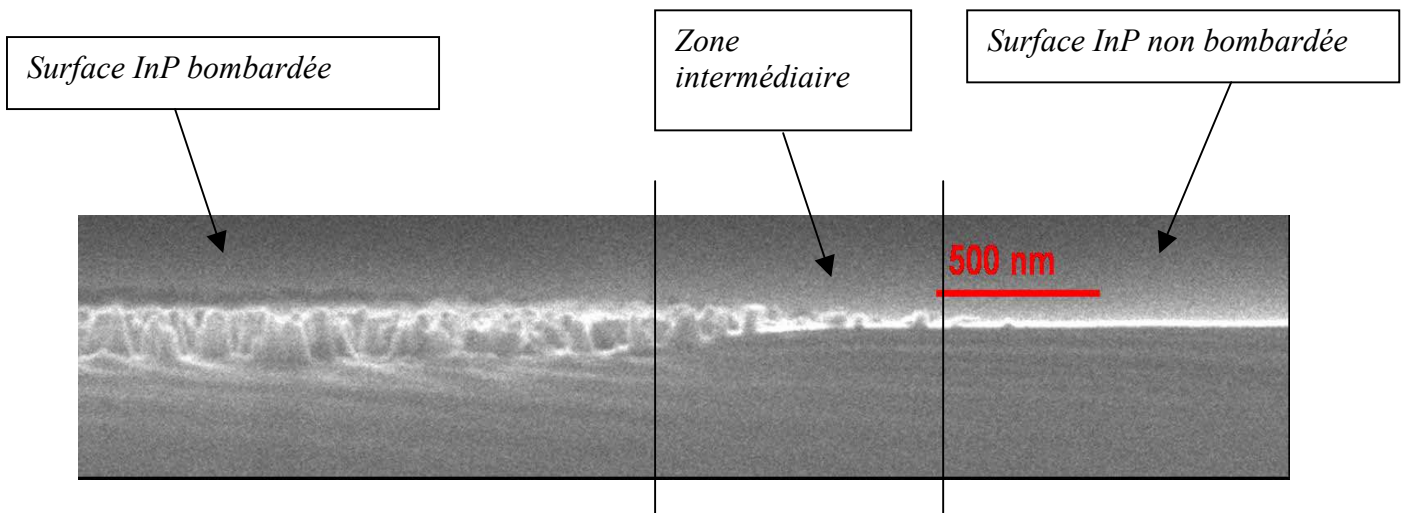 Surface InP bombardée
Zone
intermédiaire
Surface InP non bombardée
500 nm